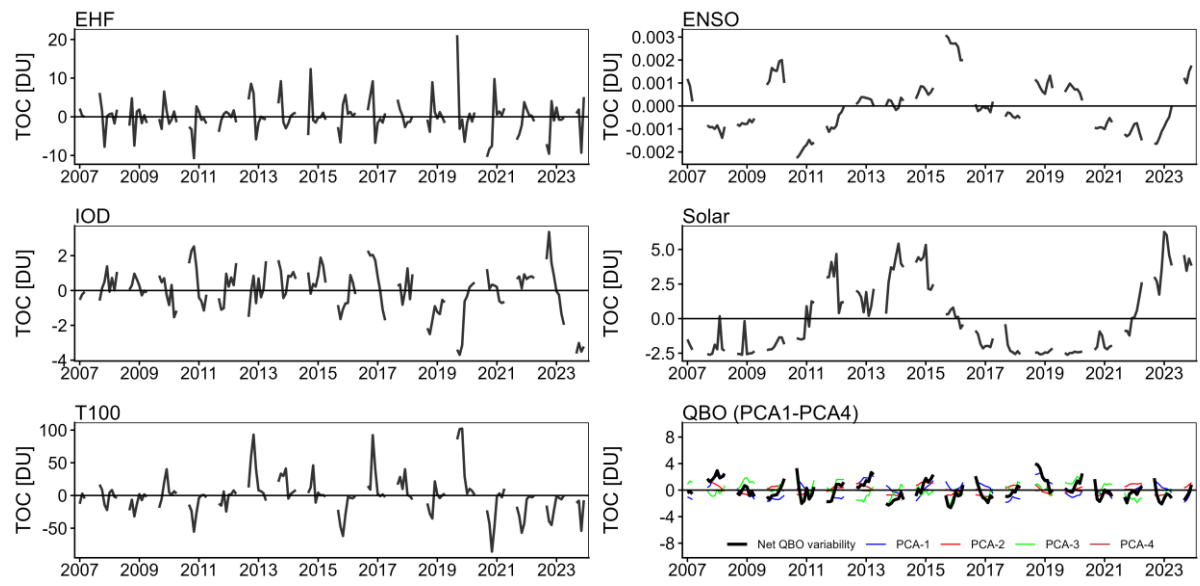 EHF
TOC [DU]
20
10
0
-10
2007 2009 2011 2013 2015 2017 2019 2021 2023
ENSO
TOC [DU]
0.003
0.002
0.001
0.000
-0.001
-0.002
2007 2009 2011 2013 2015 2017 2019 2021 2023
IOD
TOC [DU]
2
0
-2
-4
2007 2009 2011 2013 2015 2017 2019 2021 2023
Solar
TOC [DU]
5.0
2.5
0.0
-2.5
2007 2009 2011 2013 2015 2017 2019 2021 2023
T100
TOC [DU]
100
50
0
-50
2007 2009 2011 2013 2015 2017 2019 2021 2023
QBO (PCA1-PCA4)
TOC [DU]
8
4
0
-4
-8
Net QBO variability PCA-1 PCA-2 PCA-3 PCA-4
2007 2009 2011 2013 2015 2017 2019 2021 2023